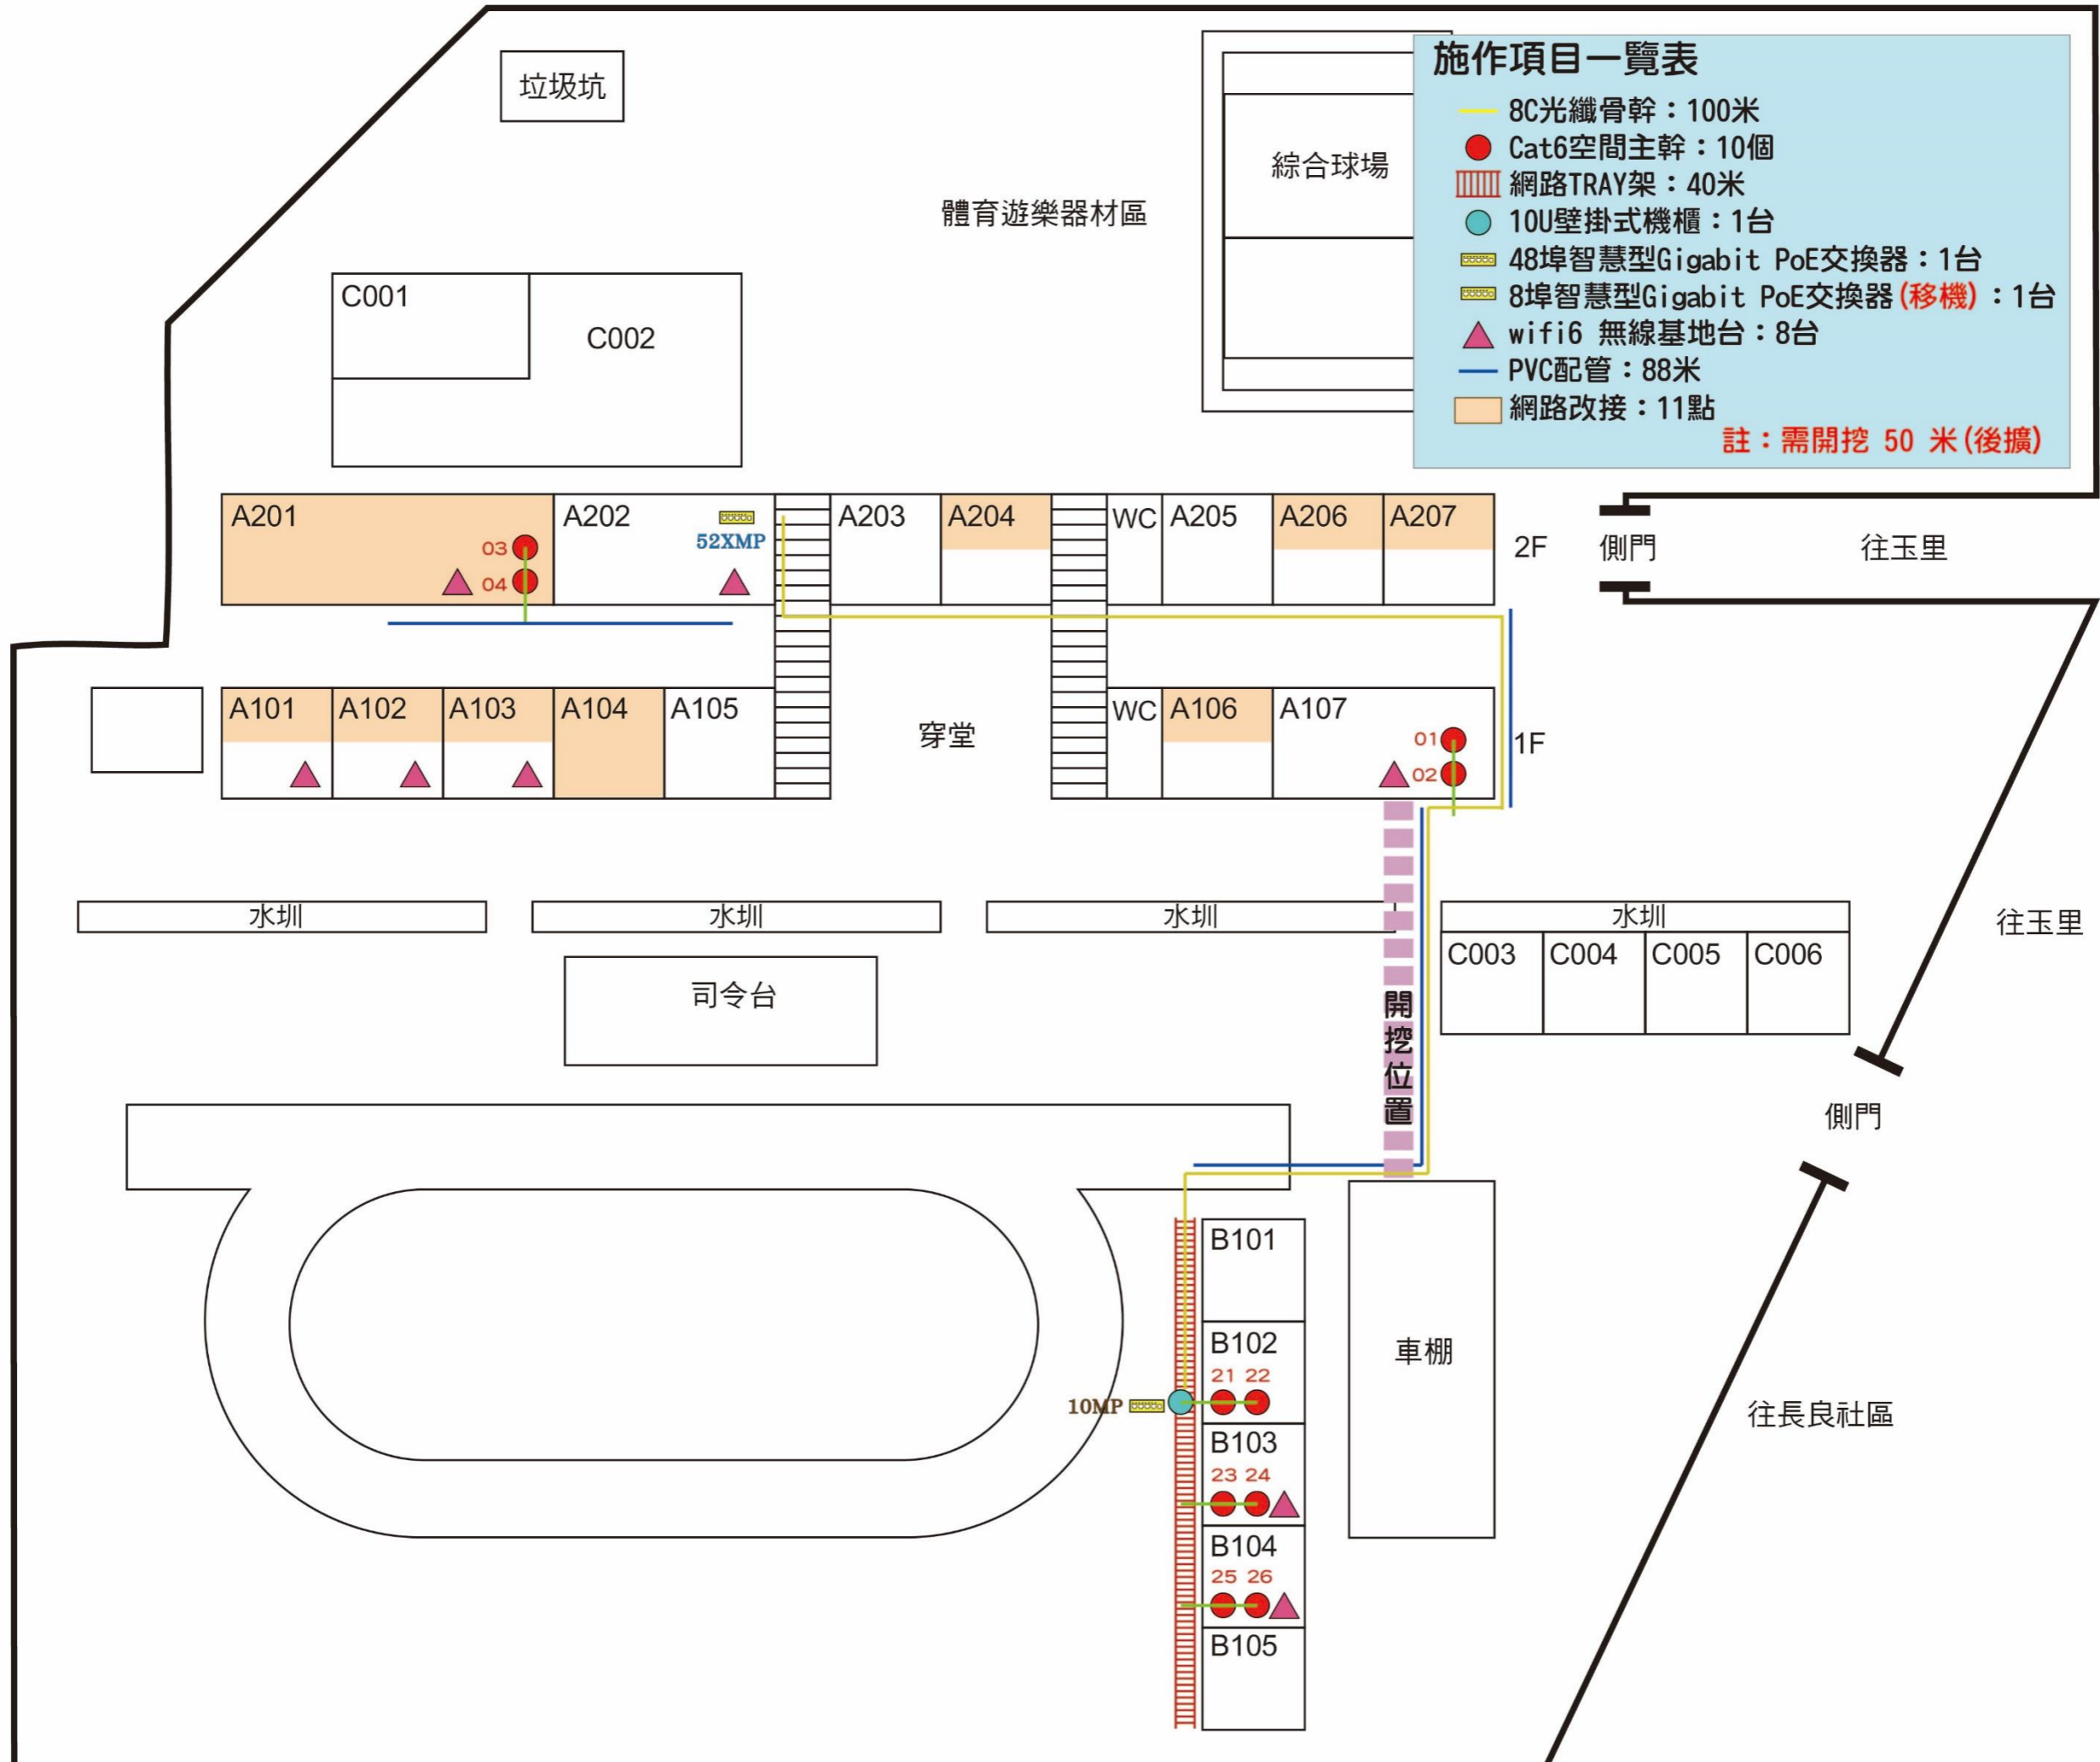 垃圾坑
綜合球場
體育遊樂器材區
施作項目一覽表
8C光纖骨幹：100米
Cat6空間主幹：10個
網路TRAY架：40米
10U壁掛式機櫃：1台
48埠智慧型Gigabit PoE交換器：1台
8埠智慧型Gigabit PoE交換器(移機)：1台
wifi6 無線基地台：8台
PVC配管：88米
網路改接：11點
註：需開挖 50 米(後擴)
C001
C002
A201
03
04
A202
52XMP
A203
A204
WC
A205
A206
A207
2F
側門
往玉里
A101
A102
A103
A104
A105
穿堂
WC
A106
A107
01
02
1F
水圳
水圳
水圳
水圳
往玉里
C003
C004
C005
C006
司令台
開挖位置
側門
B101
B102
21 22
10MP
B103
23 24
B104
25 26
B105
車棚
往長良社區